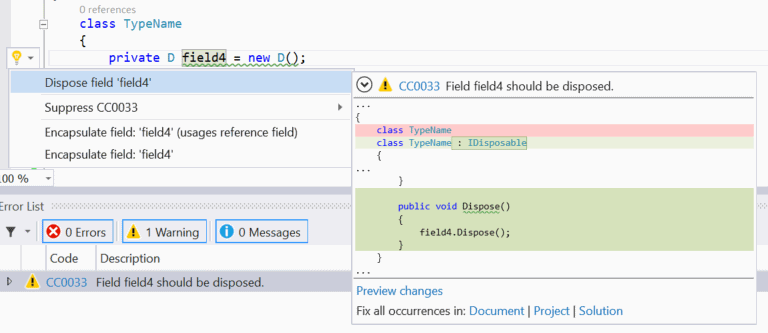 0 references
class TypeName
{
private D field4 = new D();
Dispose field 'field4'
Suppress CC0033
Encapsulate field: 'field4' (usages reference field)
Encapsulate field: 'field4'
CC0033 Field field4 should be disposed.
...
{
class TypeName
class TypeName : IDisposable
{
...
}
public void Dispose()
{
field4.Dispose();
}
}
...
Preview changes
Fix all occurrences in: Document | Project | Solution
.00 %
Error List
0 Errors
1 Warning
0 Messages
Code Description
CC0033 Field field4 should be disposed.